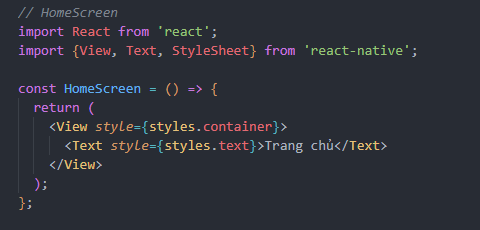 // HomeScreen
import React from 'react';
import {View, Text, StyleSheet} from 'react-native';
const HomeScreen = () => {
return (
<View style={styles.container}>
<Text style={styles.text}>Trang chủ</Text>
</View>
);
};